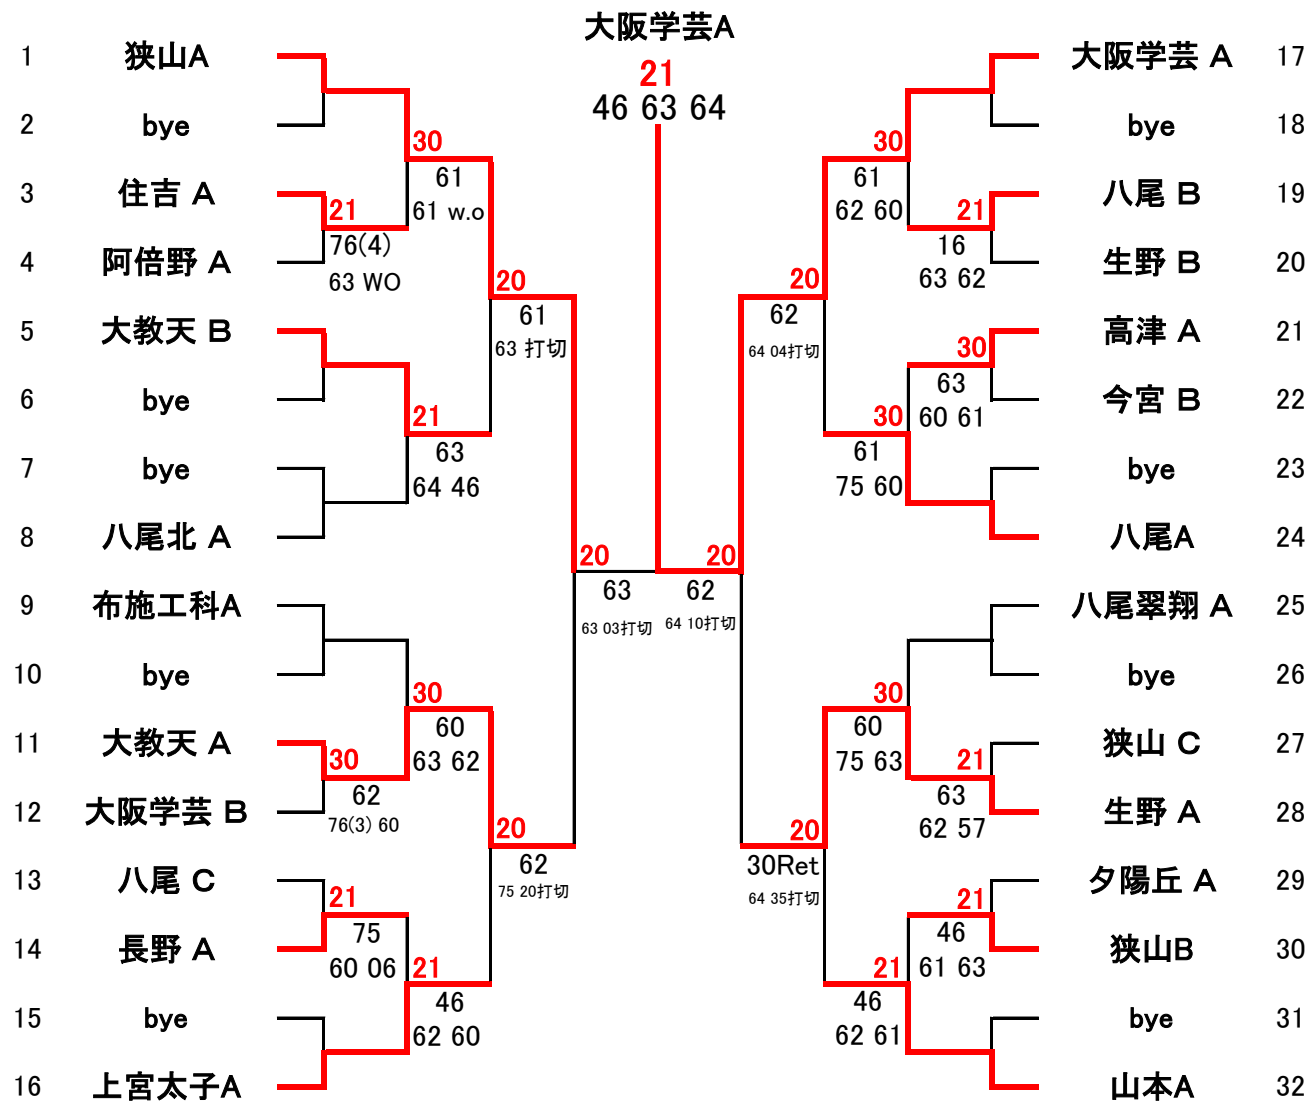 大阪学芸A
21
46 63 64
1 狭山A
2 bye
3 住吉 A
4 阿倍野 A
5 大教天 B
6 bye
7 bye
8 八尾北 A
9 布施工科A
10 bye
11 大教天 A
12 大阪学芸 B
13 八尾 C
14 長野 A
15 bye
16 上宮太子A
21
76(4)
63 WO
30
62
76(3) 60
21
75
60 06
30
61
61 w.o
21
63
64 46
30
60
63 62
21
46
62 60
20
61
63 打切
20
62
75 20打切
20
63
63 03打切
20
62
64 10打切
20
62
64 04打切
20
30Ret
64 35打切
30
61
62 60
30
61
75 60
30
60
75 63
21
46
62 61
21
16
63 62
30
63
60 61
21
63
62 57
21
46
61 63
大阪学芸 A 17
bye 18
八尾 B 19
生野 B 20
高津 A 21
今宮 B 22
bye 23
八尾A 24
八尾翠翔 A 25
bye 26
狭山 C 27
生野 A 28
夕陽丘 A 29
狭山B 30
bye 31
山本A 32